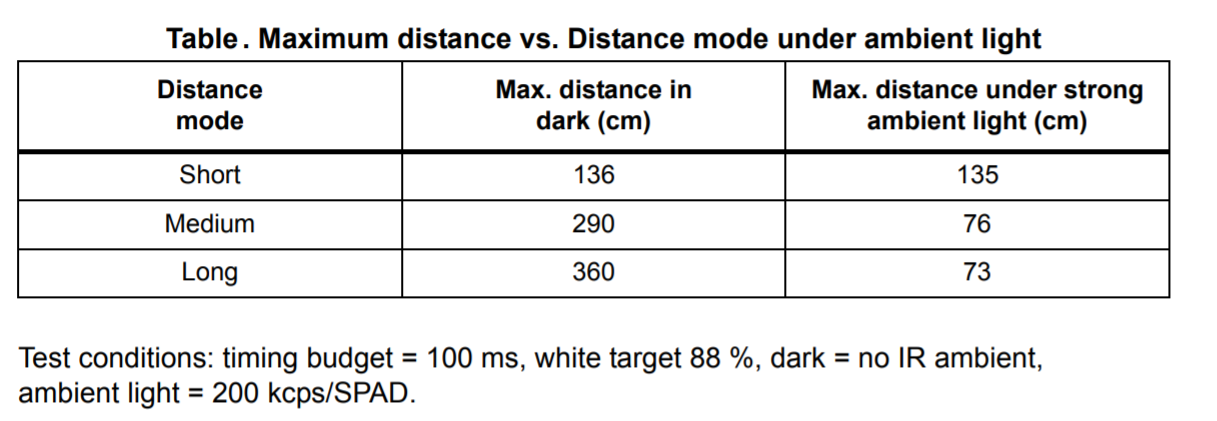 Table. Maximum distance vs. Distance mode under ambient light
Distance mode | Max. distance in dark (cm) | Max. distance under strong ambient light (cm)
Short | 136 | 135
Medium | 290 | 76
Long | 360 | 73
Test conditions: timing budget = 100 ms, white target 88 %, dark = no IR ambient,
ambient light = 200 kcps/SPAD.